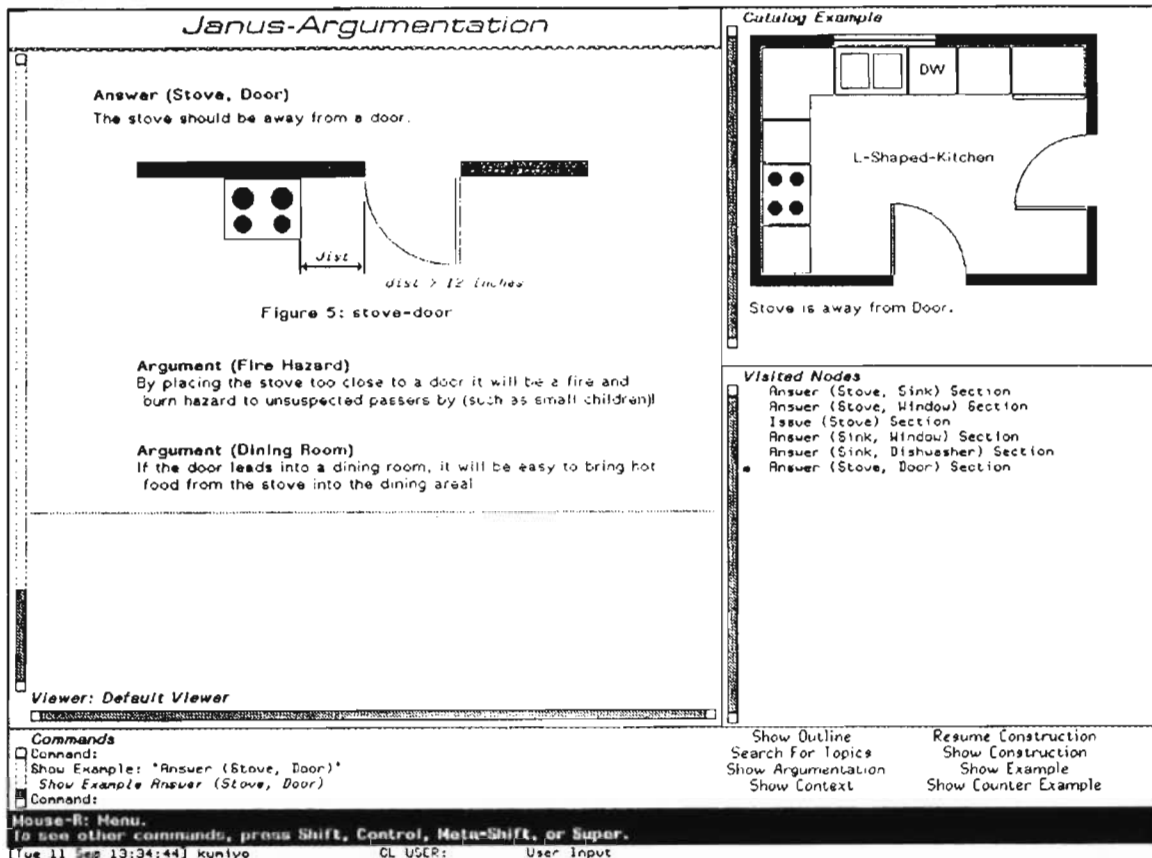 Janus-Argumentation
Answer (Stove, Door)
The stove should be away from a door.
dist
dist > 12 inches
Figure 5: stove-door
Argument (Fire Hazard)
By placing the stove too close to a door it will be a fire and
burn hazard to unsuspected passers by (such as small children)!
Argument (Dining Room)
If the door leads into a dining room, it will be easy to bring hot
food from the stove into the dining area!
Viewer: Default Viewer
Catalog Example
DW
L-Shaped-Kitchen
Stove is away from Door.
Visited Nodes
Answer (Stove, Sink) Section
Answer (Stove, Window) Section
Issue (Stove) Section
Answer (Sink, Window) Section
Answer (Sink, Dishwasher) Section
Answer (Stove, Door) Section
Commands
Command:
Show Example: "Answer (Stove, Door)"
Show Example Answer (Stove, Door)
Command:
Show Outline Resume Construction
Search For Topics Show Construction
Show Argumentation Show Example
Show Context Show Counter Example
Mouse-R: Menu.
To see other commands, press Shift, Control, Meta-Shift, or Super.
[Tue 11 Sep 13:34:44] kumiyo CL USER: User Input